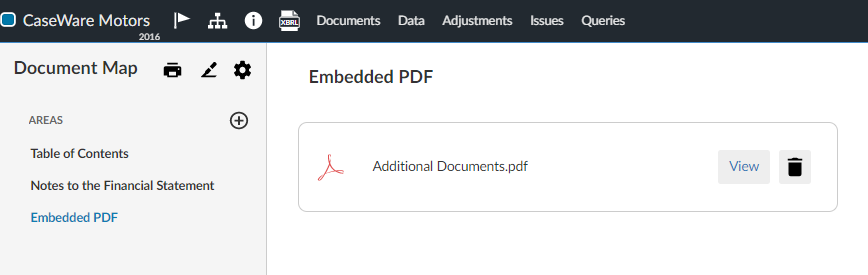 CaseWare Motors
2016
XBRL
Documents Data Adjustments Issues Queries
Document Map
AREAS
Table of Contents
Notes to the Financial Statement
Embedded PDF
Embedded PDF
Additional Documents.pdf
View